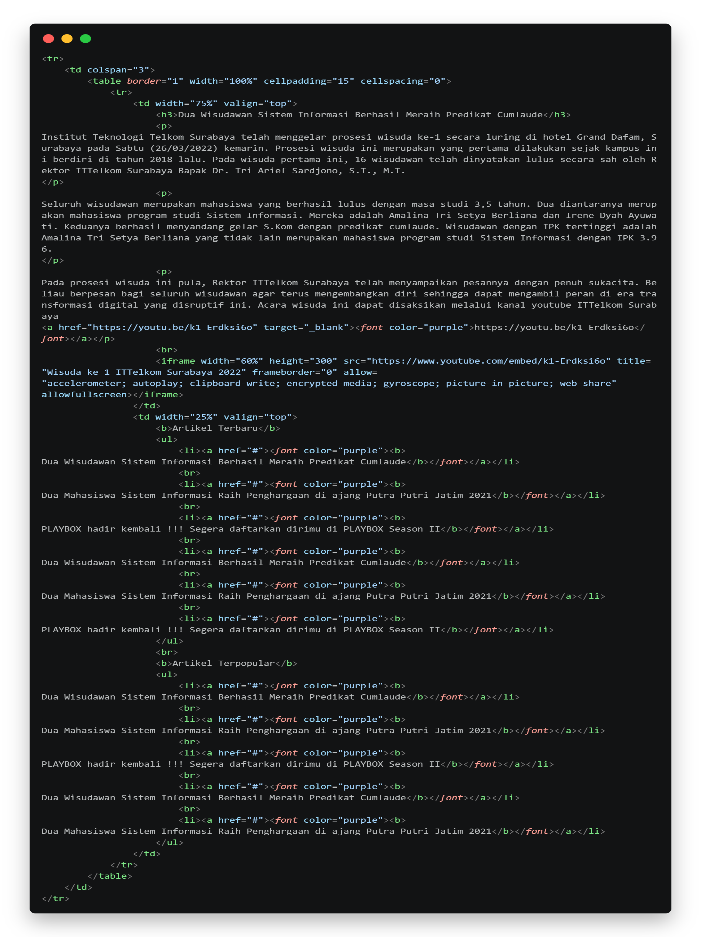 <tr>
<td colspan="3">
<table border="1" width="100%" cellpadding="15" cellspacing="0">
<tr>
<td width="75%" valign="top">
<h3>Dua Wisudawan Sistem Informasi Berhasil Meraih Predikat Cumlaude</h3>
<p>
Institut Teknologi Telkom Surabaya telah menggelar prosesi wisuda ke-1 secara luring di hotel Grand Dafam, S
urabaya pada Sabtu (26/03/2022) kemarin. Prosesi wisuda ini merupakan yang pertama dilakukan sejak kampus in
i berdiri di tahun 2018 lalu. Pada wisuda pertama ini, 16 wisudawan telah dinyatakan lulus secara sah oleh R
ektor ITTelkom Surabaya Bapak Dr. Tri Arief Sardjono, S.T., M.T.
</p>
<p>
Seluruh wisudawan merupakan mahasiswa yang berhasil lulus dengan masa studi 3,5 tahun. Dua diantaranya merup
akan mahasiswa program studi Sistem Informasi. Mereka adalah Amalina Tri Setya Berliana dan Irene Dyah Ayuwa
ti. Keduanya berhasil menyandang gelar S.Kom dengan predikat cumlaude. Wisudawan dengan IPK tertinggi adalah
Amalina Tri Setya Berliana yang tidak lain merupakan mahasiswa program studi Sistem Informasi dengan IPK 3.9
6.
</p>
<p>
Pada prosesi wisuda ini pula, Rektor ITTelkom Surabaya telah menyampaikan pesannya dengan penuh sukacita. Be
liau berpesan bagi seluruh wisudawan agar terus mengembangkan diri sehingga dapat mengambil peran di era tra
nsformasi digital yang disruptif ini. Acara wisuda ini dapat disaksikan melalui kanal youtube ITTelkom Surab
aya
<a href="https://youtu.be/k1-Erdksi6o" target="_blank"><font color="purple">https://youtu.be/k1-Erdksi6o</
font></a></p>
<br>
<iframe width="60%" height="300" src="https://www.youtube.com/embed/k1-Erdksi6o" title=
"Wisuda ke-1 ITTelkom Surabaya 2022" frameborder="0" allow=
"accelerometer; autoplay; clipboard-write; encrypted-media; gyroscope; picture-in-picture; web-share"
allowfullscreen></iframe>
</td>
<td width="25%" valign="top">
<b>Artikel Terbaru</b>
<ul>
<li><a href="#"><font color="purple"><b>
Dua Wisudawan Sistem Informasi Berhasil Meraih Predikat Cumlaude</b></font></a></li>
<br>
<li><a href="#"><font color="purple"><b>
Dua Mahasiswa Sistem Informasi Raih Penghargaan di ajang Putra Putri Jatim 2021</b></font></a></li>
<br>
<li><a href="#"><font color="purple"><b>
PLAYBOX hadir kembali !!! Segera daftarkan dirimu di PLAYBOX Season II</b></font></a></li>
<br>
<li><a href="#"><font color="purple"><b>
Dua Wisudawan Sistem Informasi Berhasil Meraih Predikat Cumlaude</b></font></a></li>
<br>
<li><a href="#"><font color="purple"><b>
Dua Mahasiswa Sistem Informasi Raih Penghargaan di ajang Putra Putri Jatim 2021</b></font></a></li>
<br>
<li><a href="#"><font color="purple"><b>
PLAYBOX hadir kembali !!! Segera daftarkan dirimu di PLAYBOX Season II</b></font></a></li>
</ul>
<br>
<b>Artikel Terpopular</b>
<ul>
<li><a href="#"><font color="purple"><b>
Dua Wisudawan Sistem Informasi Berhasil Meraih Predikat Cumlaude</b></font></a></li>
<br>
<li><a href="#"><font color="purple"><b>
Dua Mahasiswa Sistem Informasi Raih Penghargaan di ajang Putra Putri Jatim 2021</b></font></a></li>
<br>
<li><a href="#"><font color="purple"><b>
PLAYBOX hadir kembali !!! Segera daftarkan dirimu di PLAYBOX Season II</b></font></a></li>
<br>
<li><a href="#"><font color="purple"><b>
Dua Wisudawan Sistem Informasi Berhasil Meraih Predikat Cumlaude</b></font></a></li>
<br>
<li><a href="#"><font color="purple"><b>
Dua Mahasiswa Sistem Informasi Raih Penghargaan di ajang Putra Putri Jatim 2021</b></font></a></li>
</ul>
</td>
</tr>
</table>
</td>
</tr>